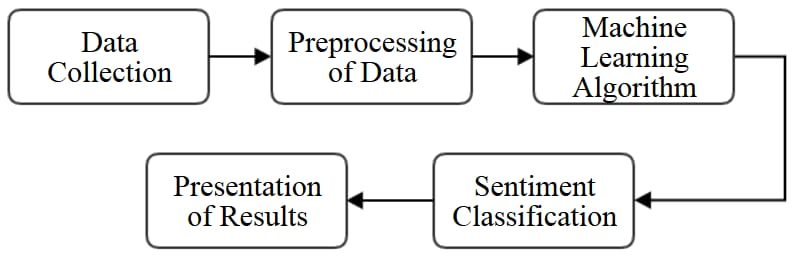 Data
Collection
Preprocessing
of Data
Machine
Learning
Algorithm
Sentiment
Classification
Presentation
of Results